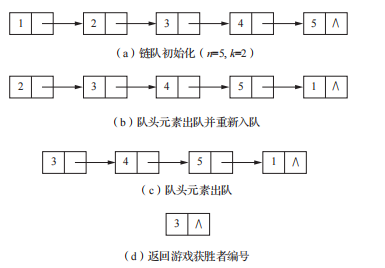 1 2 3 4 5 ∧
(a)链队初始化(n=5, k=2)
2 3 4 5 1 ∧
(b)队头元素出队并重新入队
3 4 5 1 ∧
(c)队头元素出队
3 ∧
(d)返回游戏获胜者编号